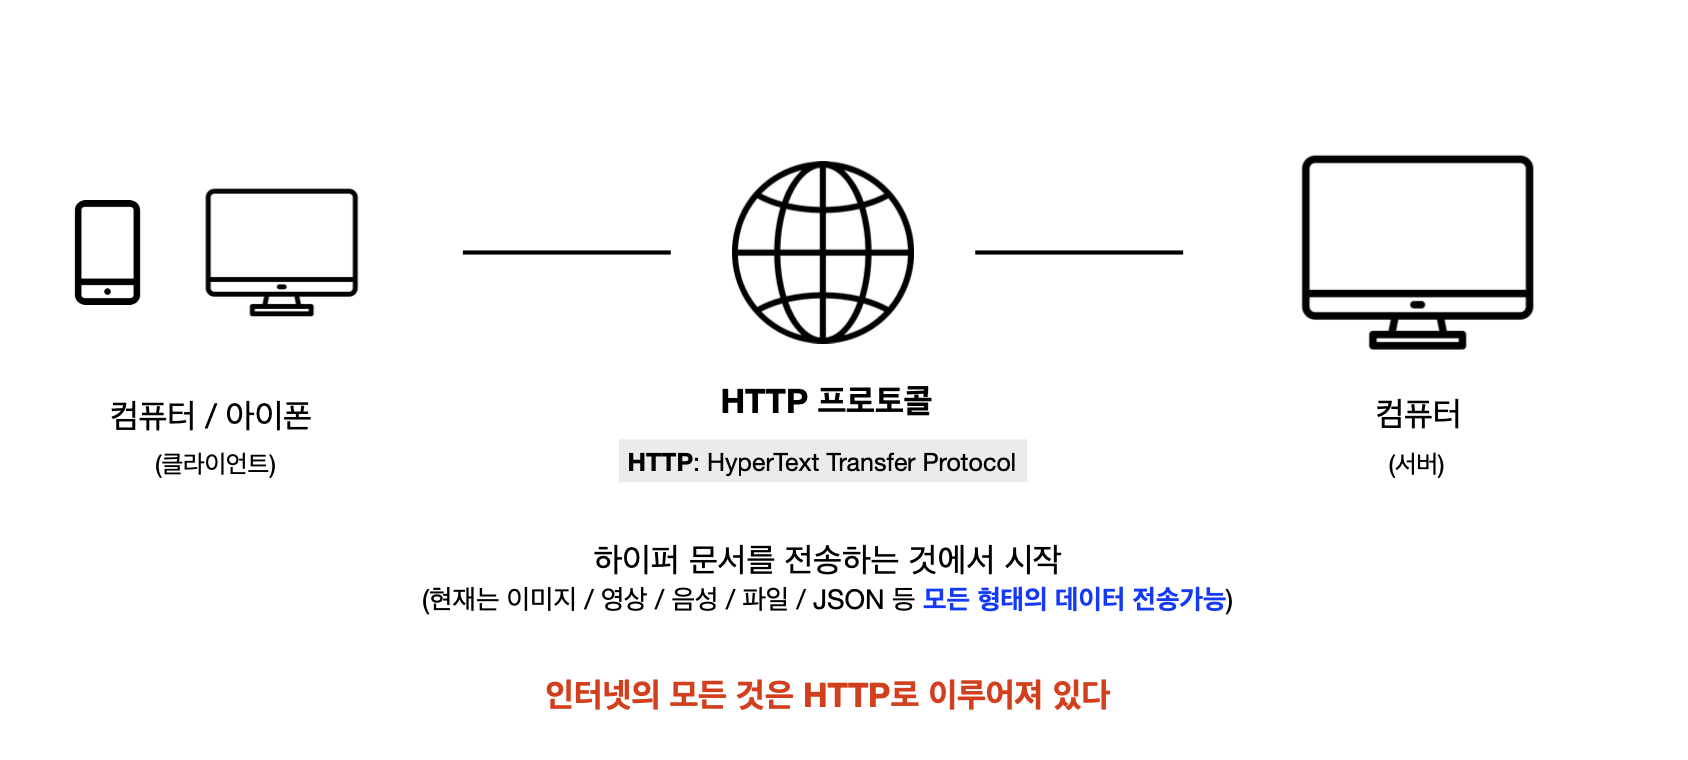 컴퓨터 / 아이폰
(클라이언트)
HTTP 프로토콜
HTTP: HyperText Transfer Protocol
컴퓨터
(서버)
하이퍼 문서를 전송하는 것에서 시작
(현재는 이미지 / 영상 / 음성 / 파일 / JSON 등 모든 형태의 데이터 전송가능)
인터넷의 모든 것은 HTTP로 이루어져 있다